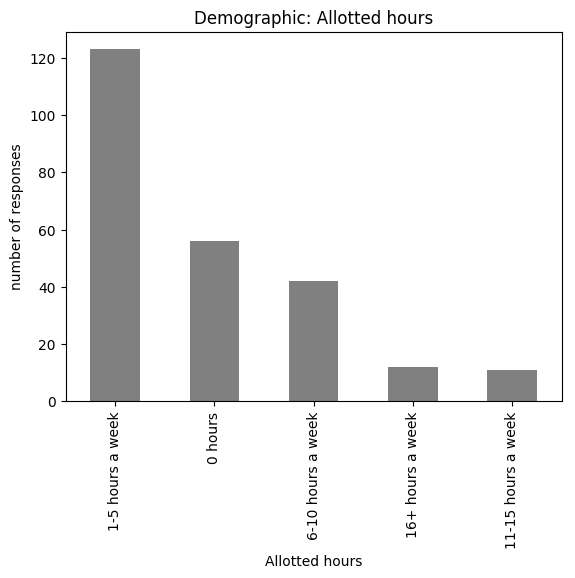 Demographic: Allotted hours
number of responses
120
100
80
60
40
20
0
1-5 hours a week
0 hours
6-10 hours a week
16+ hours a week
11-15 hours a week
Allotted hours